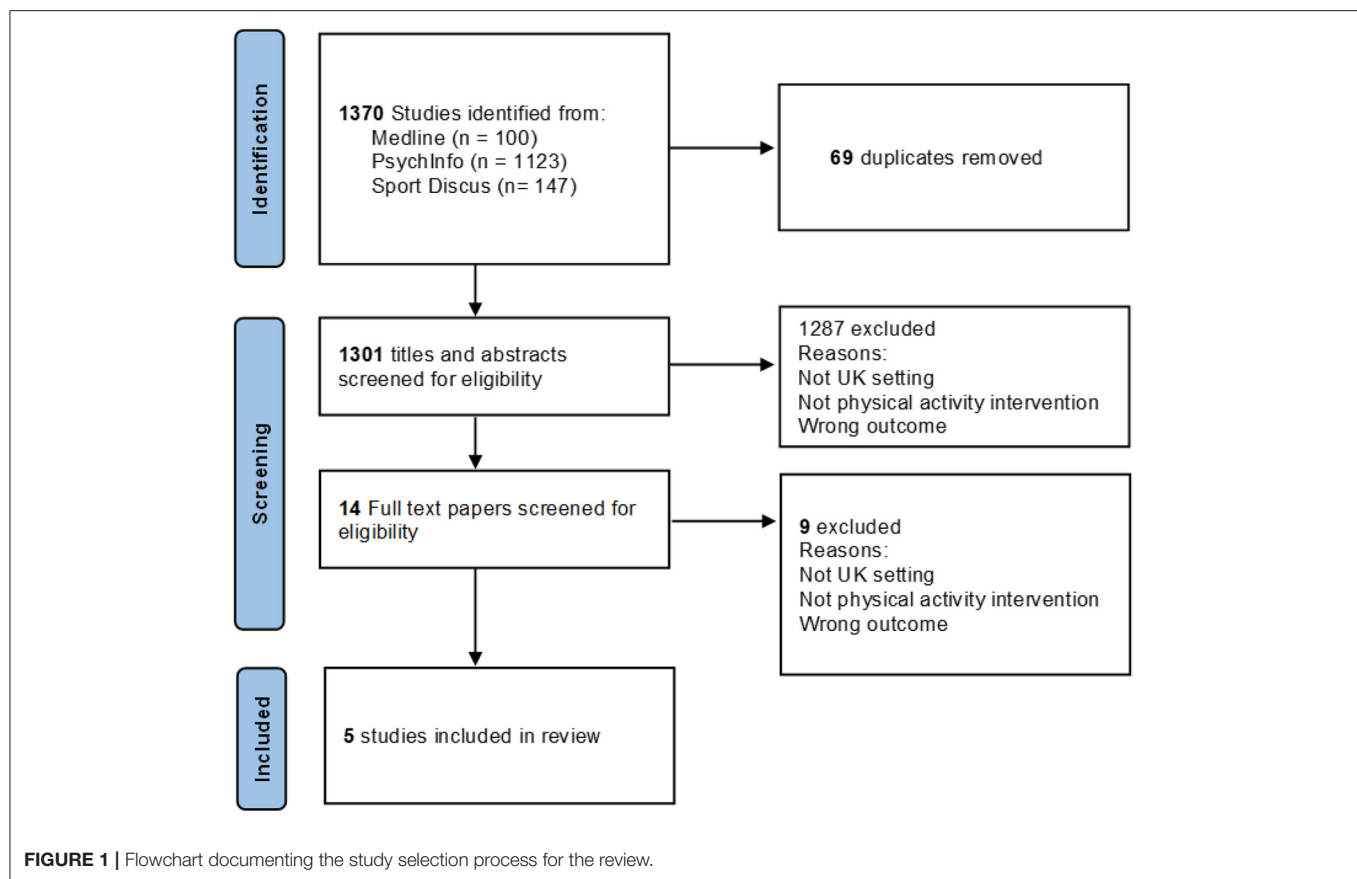 Identification
1370 Studies identified from:
Medline (n = 100)
PsychInfo (n = 1123)
Sport Discus (n= 147)
69 duplicates removed
Screening
1301 titles and abstracts
screened for eligibility
1287 excluded
Reasons:
Not UK setting
Not physical activity intervention
Wrong outcome
14 Full text papers screened for
eligibility
9 excluded
Reasons:
Not UK setting
Not physical activity intervention
Wrong outcome
Included
5 studies included in review
FIGURE 1 | Flowchart documenting the study selection process for the review.